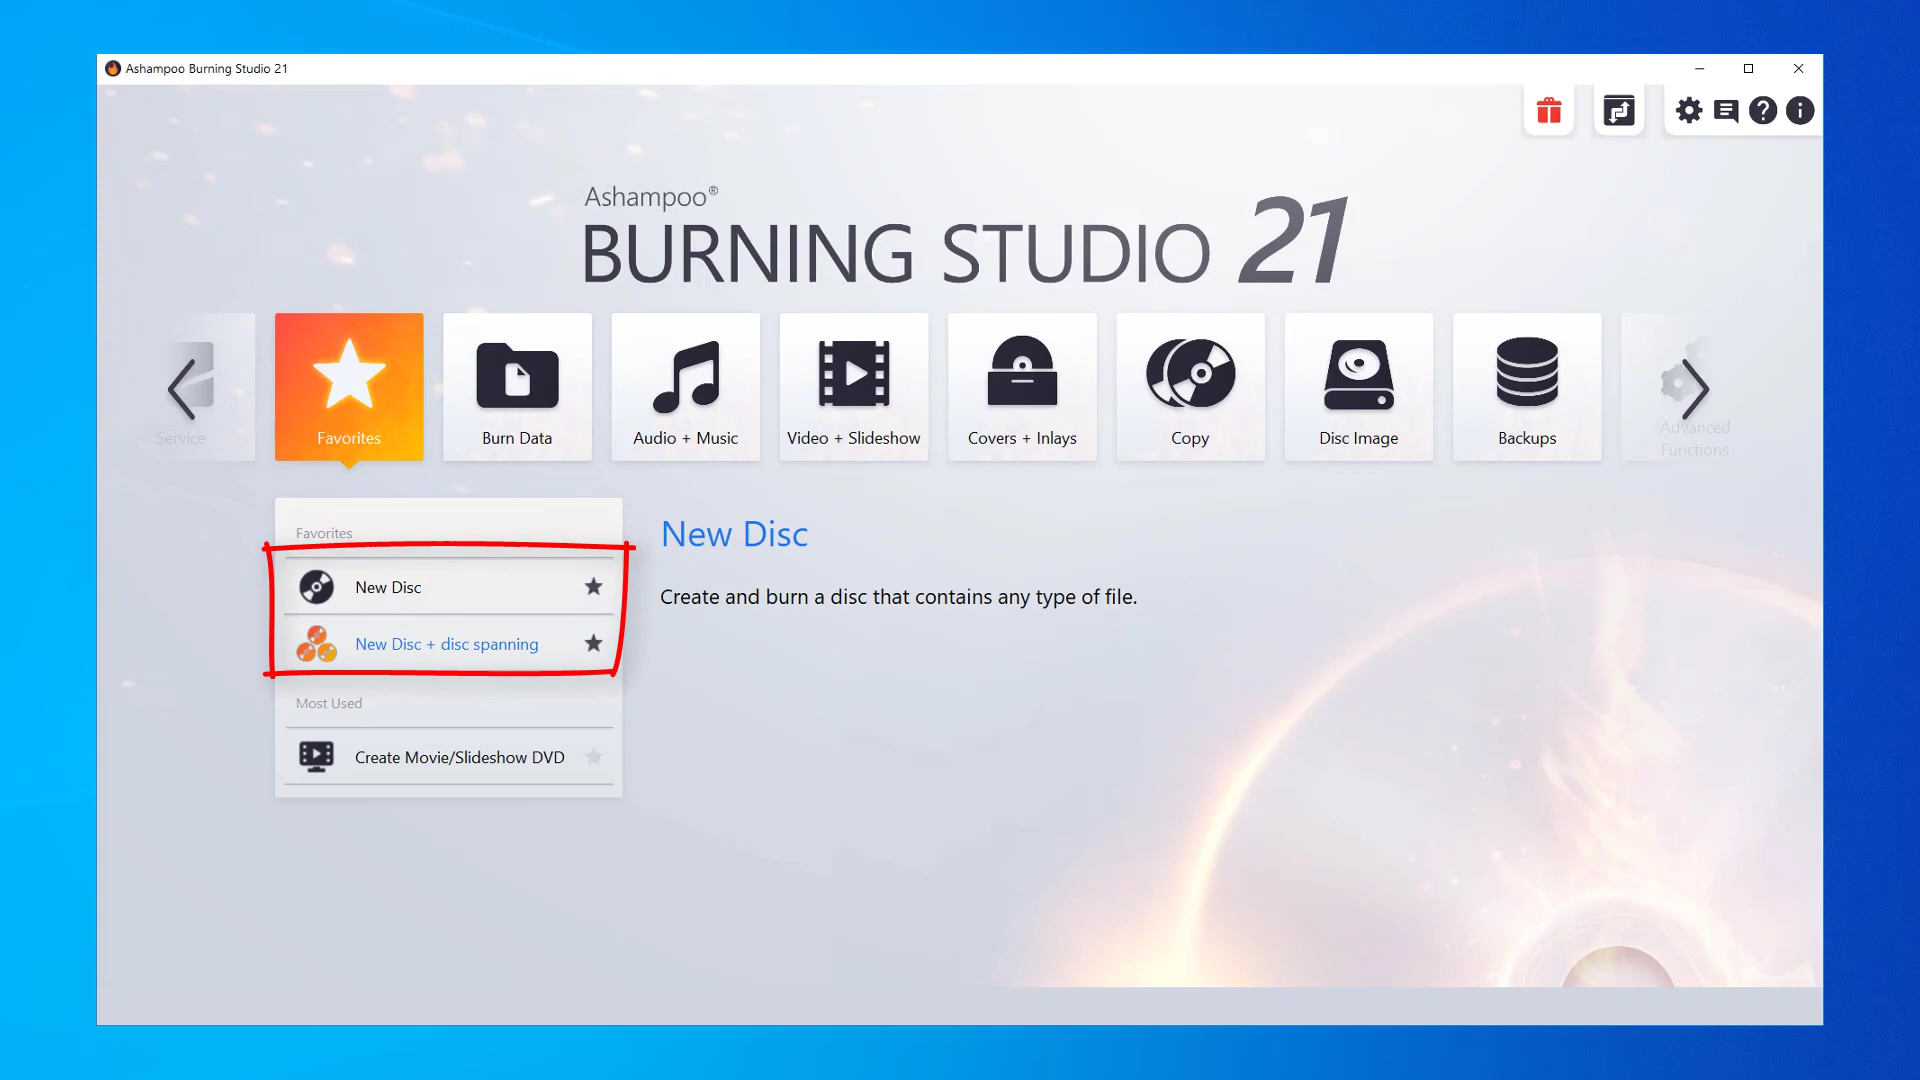 Ashampoo Burning Studio 21
Ashampoo®
BURNING STUDIO 21
Service
Favorites
Burn Data
Audio + Music
Video + Slideshow
Covers + Inlays
Copy
Disc Image
Backups
Advanced
Functions
Favorites
New Disc
New Disc + disc spanning
Most Used
Create Movie/Slideshow DVD
New Disc
Create and burn a disc that contains any type of file.